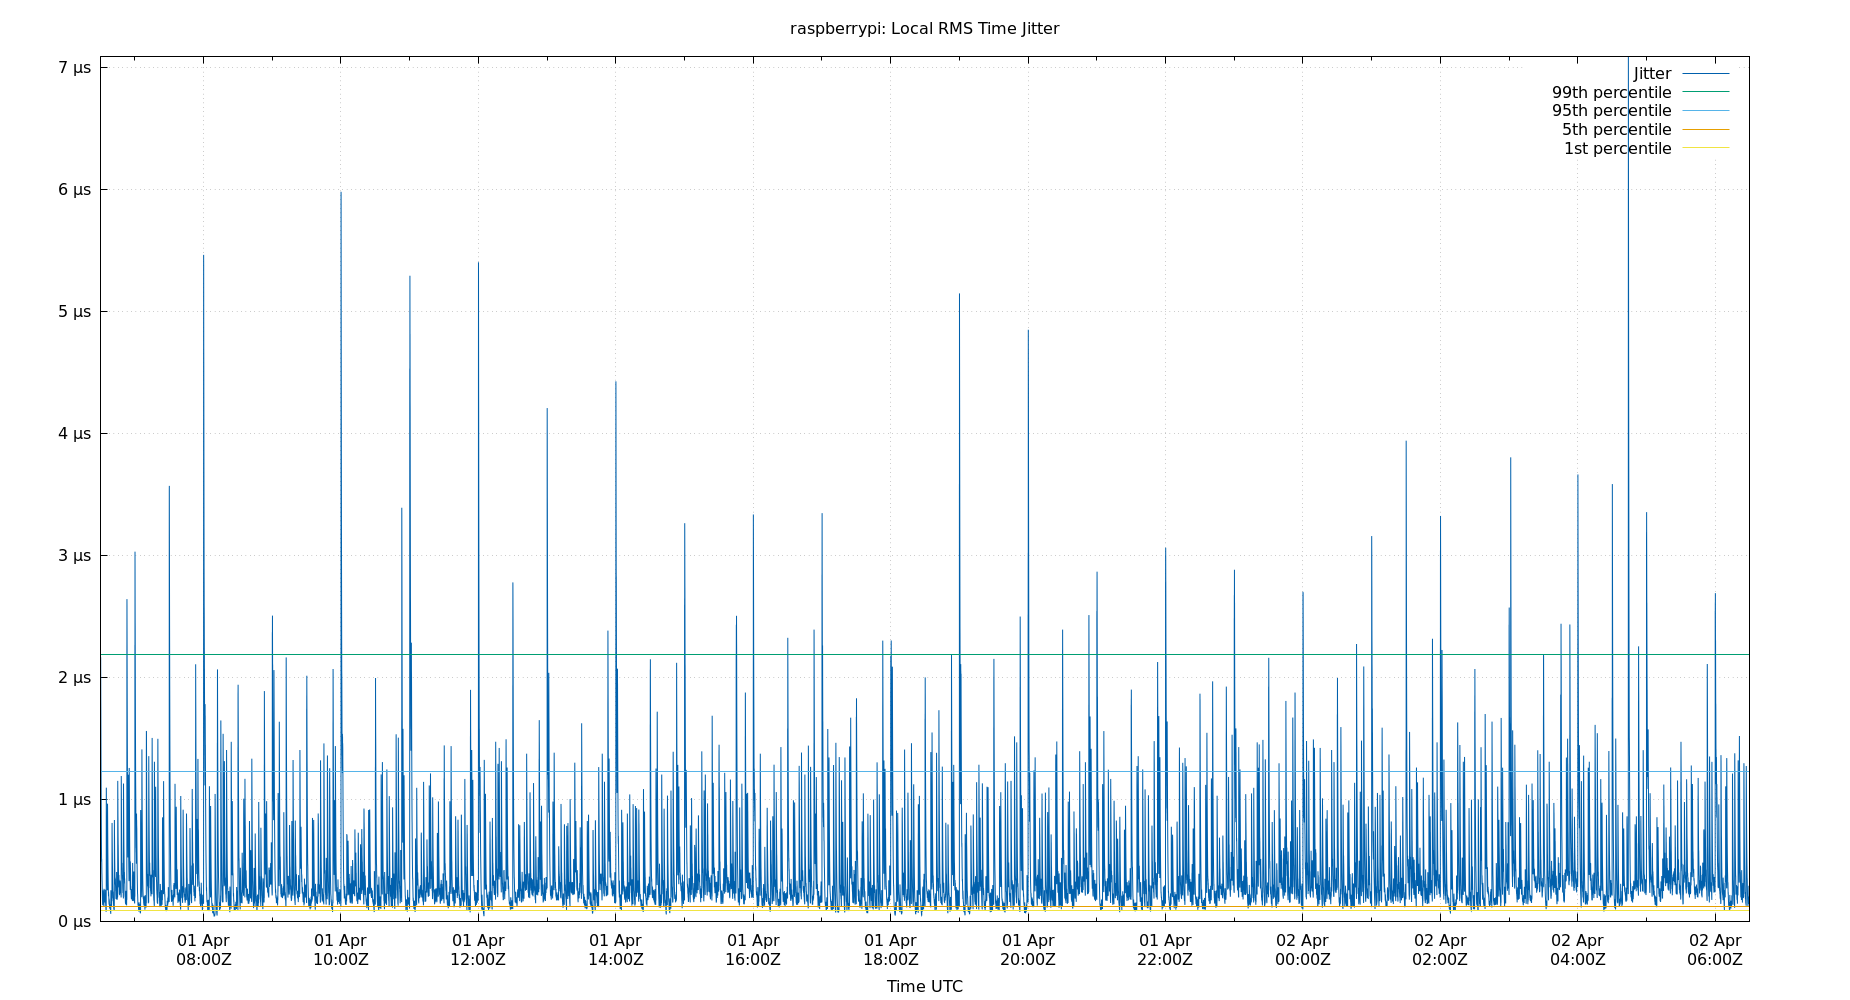 raspberrypi: Local RMS Time Jitter
7 µs
6 µs
5 µs
4 µs
3 µs
2 µs
1 µs
0 µs
Jitter
99th percentile
95th percentile
5th percentile
1st percentile
01 Apr 01 Apr 01 Apr 01 Apr 01 Apr 01 Apr 01 Apr 01 Apr 02 Apr 02 Apr 02 Apr 02 Apr
08:00Z 10:00Z 12:00Z 14:00Z 16:00Z 18:00Z 20:00Z 22:00Z 00:00Z 02:00Z 04:00Z 06:00Z
Time UTC